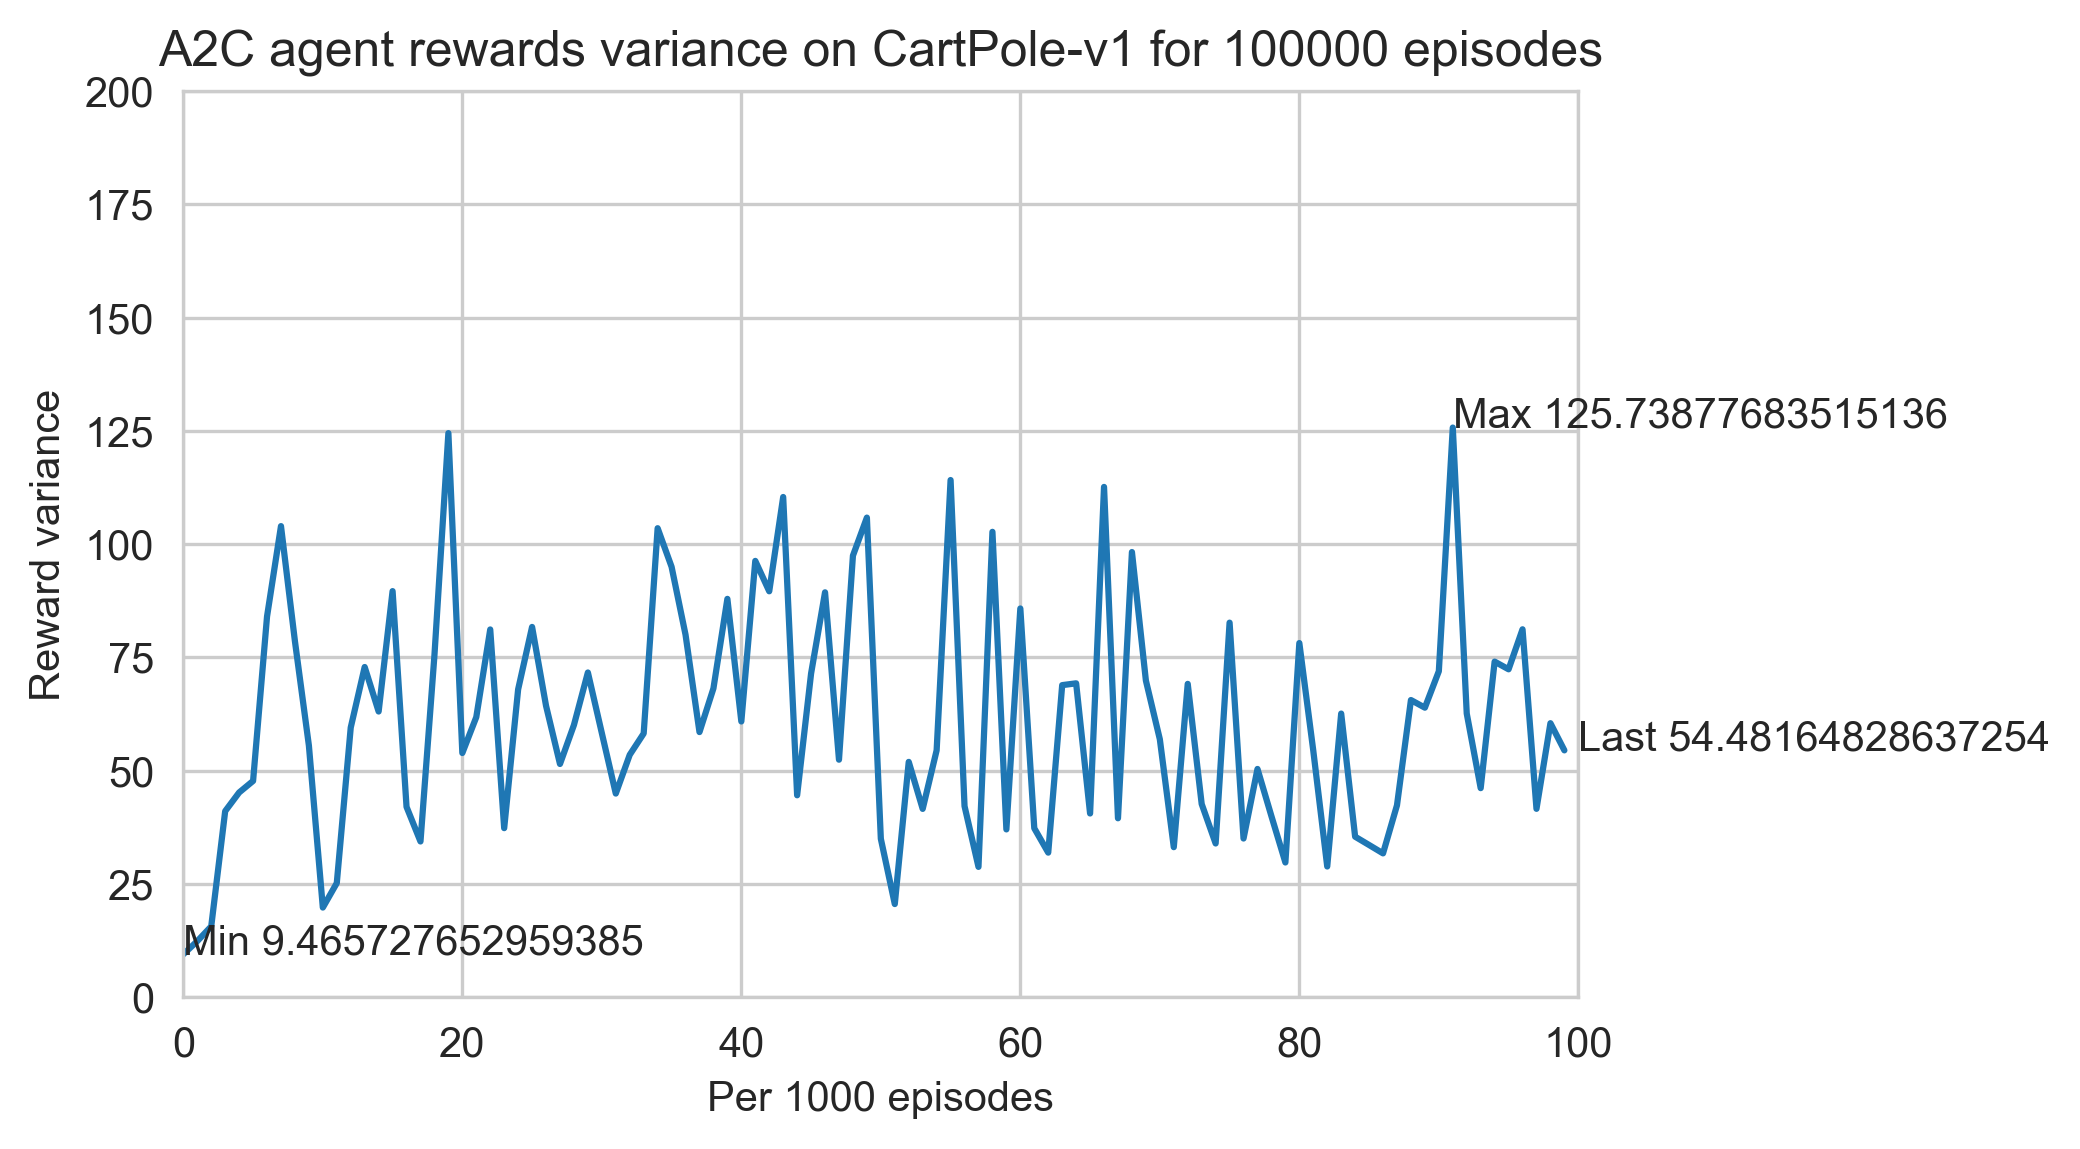 A2C agent rewards variance on CartPole-v1 for 100000 episodes
200
175
150
125
100
75
50
25
0
Reward variance
Max 125.73877683515136
Last 54.48164828637254
Min 9.465727652959385
0 20 40 60 80 100
Per 1000 episodes